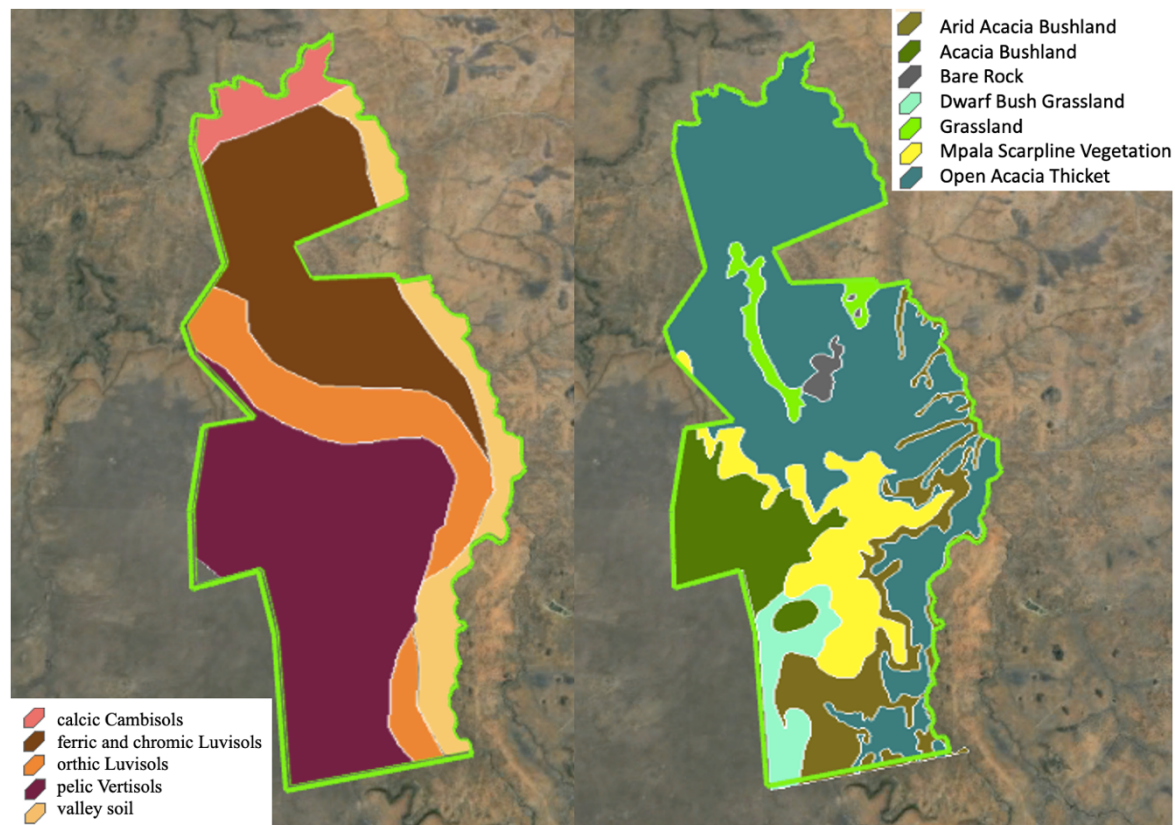 Arid Acacia Bushland
Acacia Bushland
Bare Rock
Dwarf Bush Grassland
Grassland
Mpala Scarpline Vegetation
Open Acacia Thicket
calcic Cambisols
ferric and chromic Luvisols
orthic Luvisols
pelic Vertisols
valley soil